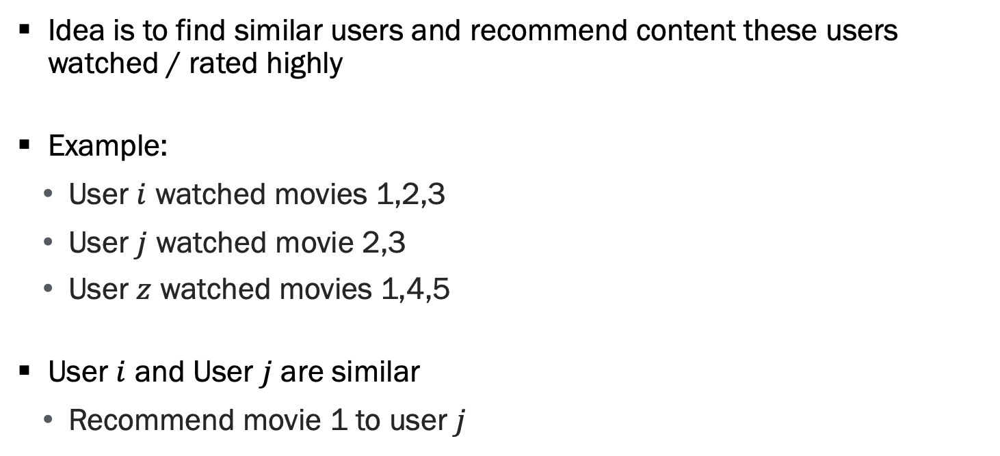 ▪ Idea is to find similar users and recommend content these users
watched / rated highly
▪ Example:
• User i watched movies 1,2,3
• User j watched movie 2,3
• User z watched movies 1,4,5
▪ User i and User j are similar
• Recommend movie 1 to user j